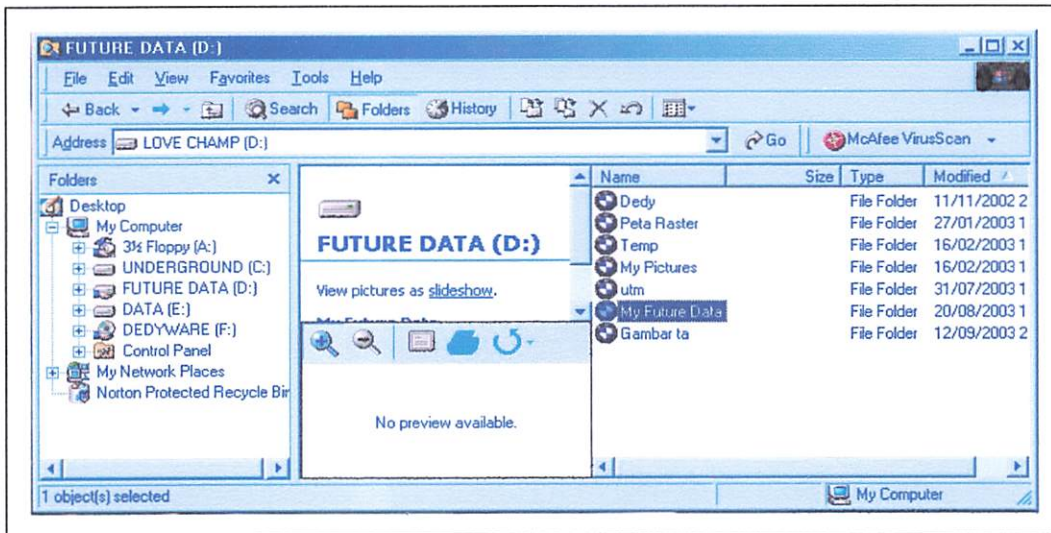 FUTURE DATA (D:)
File Edit View Favorites Tools Help
Back Search Folders History
Address LOVE CHAMP (D:) Go McAfee VirusScan
Folders
Desktop
My Computer
3½ Floppy (A:)
UNDERGROUND (C:)
FUTURE DATA (D:)
DATA (E:)
DEDYWARE (F:)
Control Panel
My Network Places
Norton Protected Recycle Bir
FUTURE DATA (D:)
View pictures as slideshow.
My Future Data
No preview available.
Name Size Type Modified
Dedy File Folder 11/11/2002 2
Peta Raster File Folder 27/01/2003 1
Temp File Folder 16/02/2003 1
My Pictures File Folder 16/02/2003 1
utm File Folder 31/07/2003 1
My Future Data File Folder 20/08/2003 1
Gambar ta File Folder 12/09/2003 2
1 object(s) selected My Computer